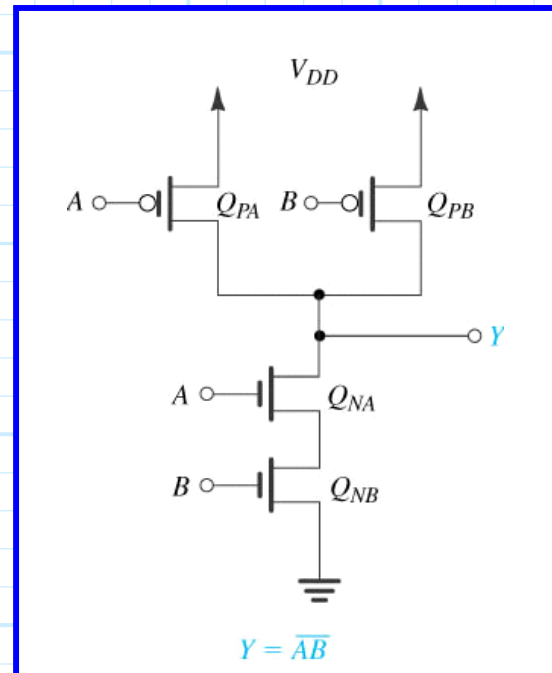 V_DD
A Q_PA B Q_PB
Y
A Q_NA
B Q_NB
Y = \overline{AB}